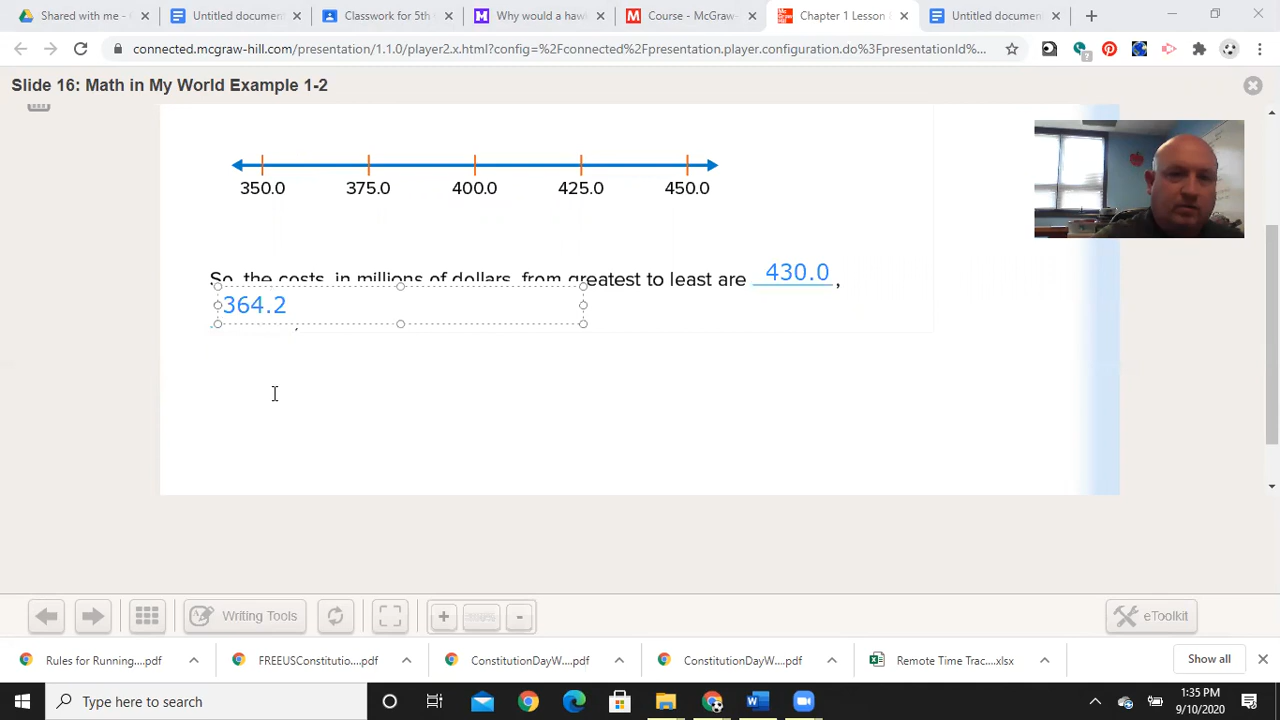 Shared with me -
Untitled documen
Classwork for 5th
Why would a haw
Course - McGraw-
Chapter 1 Lesson
Untitled documen
connected.mcgraw-hill.com/presentation/1.1.0/player2.x.html?config=%2Fconnected%2Fpresentation.player.configuration.do%3FpresentationId%...
Slide 16: Math in My World Example 1-2
350.0 375.0 400.0 425.0 450.0
So, the costs, in millions of dollars, from greatest to least are 430.0,
364.2
Writing Tools
+
-
eToolkit
Rules for Running....pdf
FREEUSConstitutio....pdf
ConstitutionDayW....pdf
ConstitutionDayW....pdf
Remote Time Trac....xlsx
Show all
Type here to search
1:35 PM
9/10/2020